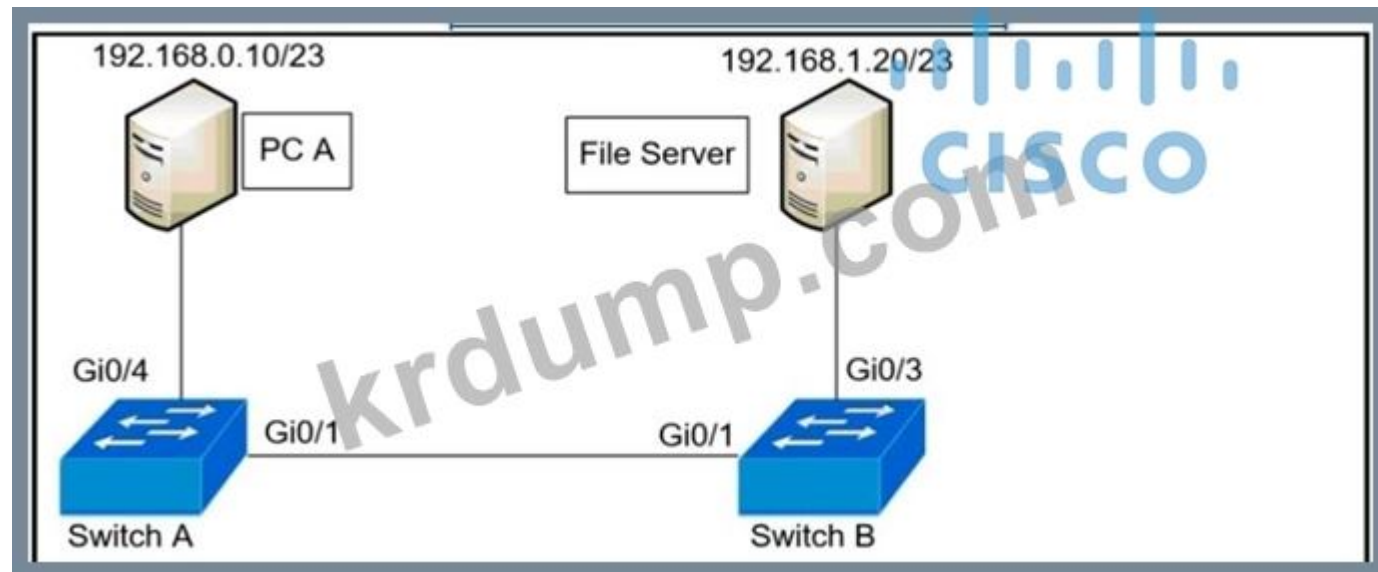 192.168.0.10/23
192.168.1.20/23
CISCO
PC A
File Server
krdump.com
Gi0/4
Gi0/3
Gi0/1
Gi0/1
Switch A
Switch B